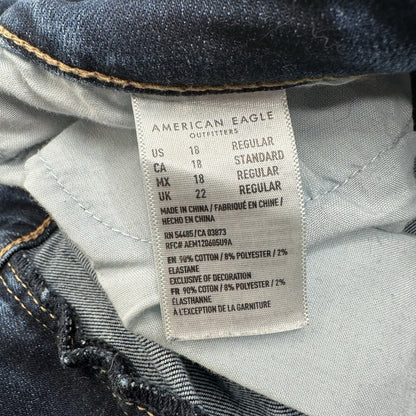 AMERICAN EAGLE
OUTFITTERS
US 18 REGULAR
CA 18 STANDARD
MX 18 REGULAR
UK 22 REGULAR
MADE IN CHINA / FABRIQUÉ EN CHINE /
HECHO EN CHINA
RN 54485/CA 03873
RFC# AEM120605U9A
EN 90% COTTON / 8% POLYESTER / 2%
ELASTANE
EXCLUSIVE OF DECORATION
FR 90% COTON / 8% POLYESTER / 2%
ÉLASTHANNE
À L'EXCEPTION DE LA GARNITURE